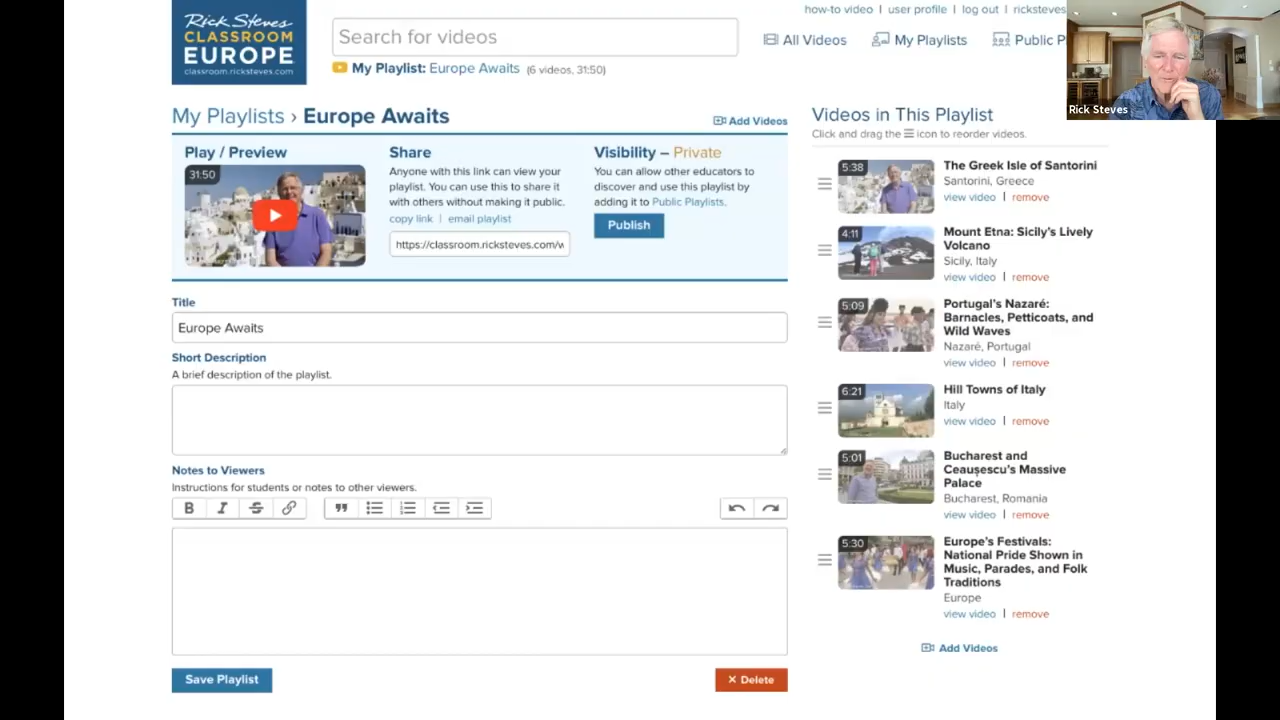 Rick Steves
CLASSROOM
EUROPE
classroom.ricksteves.com
Search for videos
how-to video | user profile | log out | ricksteves
All Videos
My Playlists
Public P
My Playlist: Europe Awaits (6 videos, 31:50)
Rick Steves
My Playlists › Europe Awaits
Add Videos
Play / Preview
31:50
Share
Anyone with this link can view your
playlist. You can use this to share it
with others without making it public.
copy link | email playlist
https://classroom.ricksteves.com/w
Visibility – Private
You can allow other educators to
discover and use this playlist by
adding it to Public Playlists.
Publish
Title
Europe Awaits
Short Description
A brief description of the playlist.
Notes to Viewers
Instructions for students or notes to other viewers.
B I S
Save Playlist
× Delete
Videos in This Playlist
Click and drag the ☰ icon to reorder videos.
5:38
The Greek Isle of Santorini
Santorini, Greece
view video | remove
4:11
Mount Etna: Sicily's Lively
Volcano
Sicily, Italy
view video | remove
5:09
Portugal's Nazaré:
Barnacles, Petticoats, and
Wild Waves
Nazaré, Portugal
view video | remove
6:21
Hill Towns of Italy
Italy
view video | remove
5:01
Bucharest and
Ceaușescu's Massive
Palace
Bucharest, Romania
view video | remove
5:30
Europe's Festivals:
National Pride Shown in
Music, Parades, and Folk
Traditions
Europe
view video | remove
Add Videos